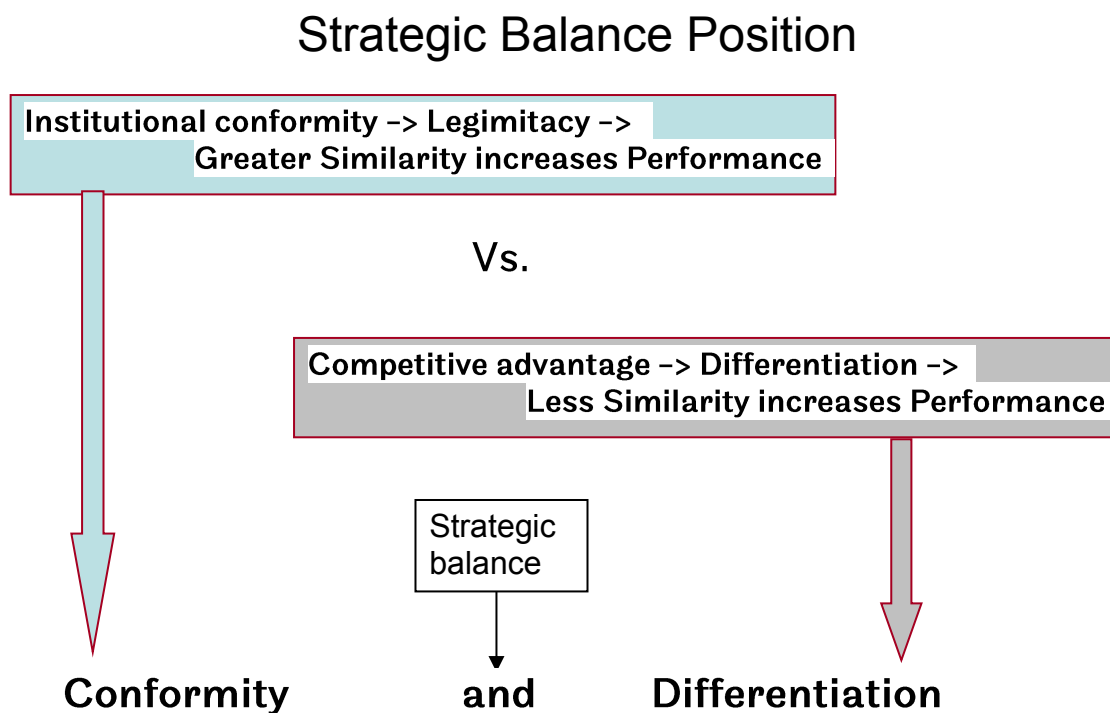 Strategic Balance Position
Institutional conformity –> Legimitacy –>
Greater Similarity increases Performance
Vs.
Competitive advantage –> Differentiation –>
Less Similarity increases Performance
Strategic
balance
Conformity and Differentiation